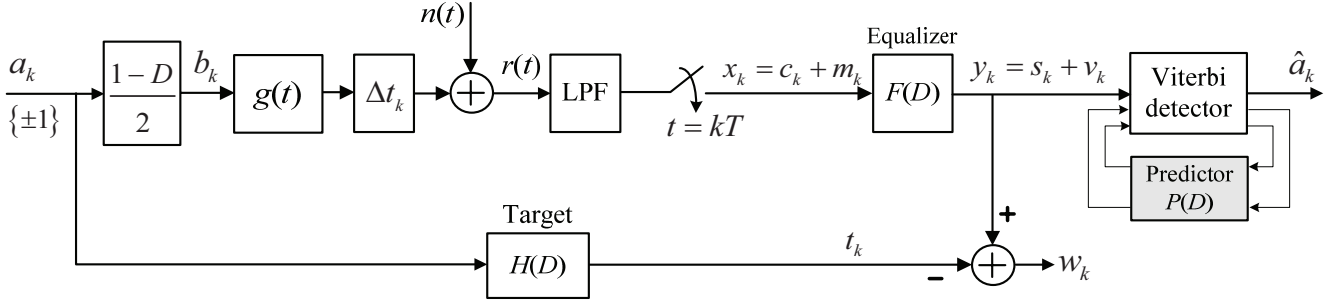 a_k
{±1}
1 − D
2
b_k
g(t)
Δt_k
n(t)
r(t)
LPF
t = kT
x_k = c_k + m_k
Equalizer
F(D)
y_k = s_k + v_k
Viterbi
detector
â_k
Predictor
P(D)
Target
H(D)
t_k
+
−
w_k